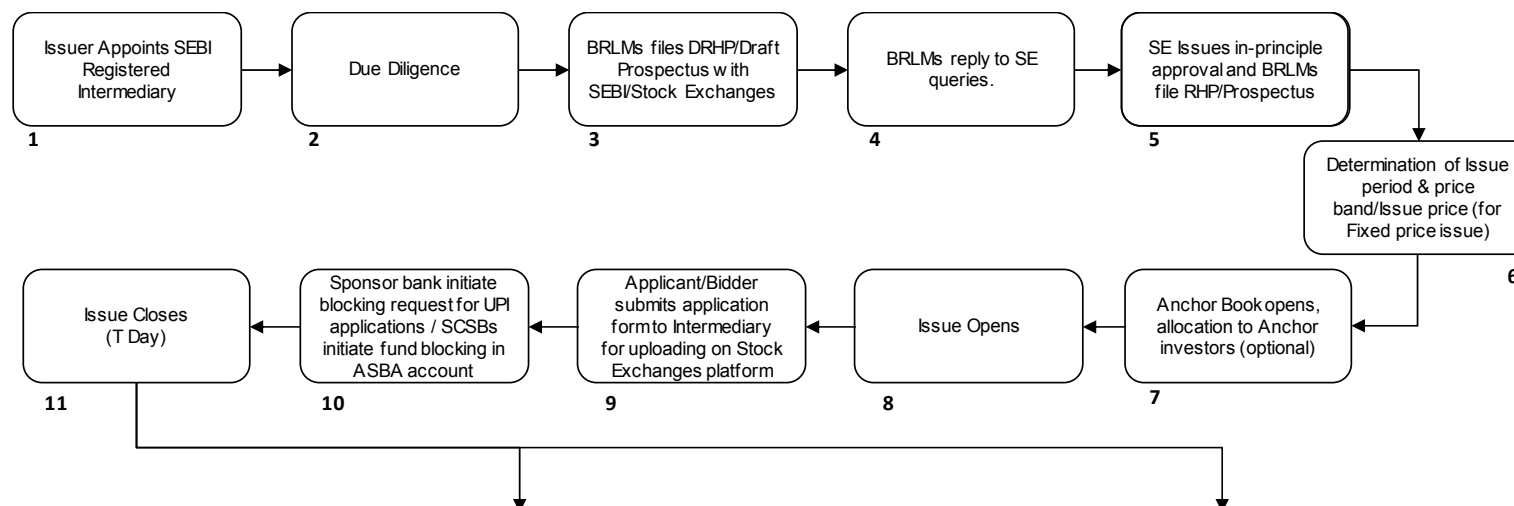 Issuer Appoints SEBI
Registered
Intermediary
1
Due Diligence
2
BRLMs files DRHP/Draft
Prospectus with
SEBI/Stock Exchanges
3
BRLMs reply to SE
queries.
4
SE Issues in-principle
approval and BRLMs
file RHP/Prospectus
5
Determination of Issue
period & price
band/Issue price (for
Fixed price issue)
6
Anchor Book opens,
allocation to Anchor
investors (optional)
7
Issue Opens
8
Applicant/Bidder
submits application
form to Intermediary
for uploading on Stock
Exchanges platform
9
Sponsor bank initiate
blocking request for UPI
applications / SCSBs
initiate fund blocking in
ASBA account
10
Issue Closes
(T Day)
11